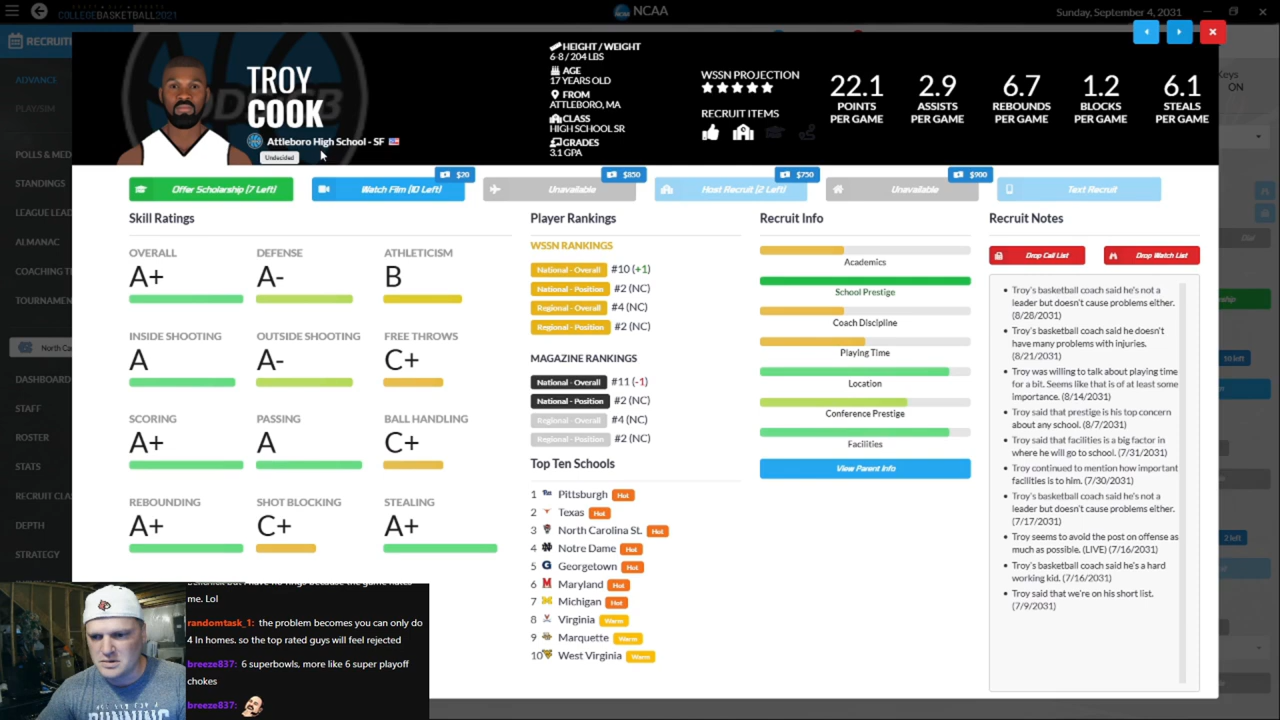 COLLEGEBASKETBALL2021
NCAA
Sunday, September 4, 2031
RECRUITI
ADVANCE
PLAY/SIM
POLLS & MED
STANDINGS
LEAGUE LEAD
ALMANAC
COACHING T
TOURNAMEN
North Ca
DASHBOARD
STAFF
ROSTER
STATS
RECRUIT CLA
DEPTH
STRATEGY
Keys
ON
TROY
COOK
Attleboro High School - SF
Undecided
HEIGHT / WEIGHT
6-8 / 204 LBS
AGE
17 YEARS OLD
FROM
ATTLEBORO, MA
CLASS
HIGH SCHOOL SR
GRADES
3.1 GPA
WSSN PROJECTION
RECRUIT ITEMS
22.1
POINTS
PER GAME
2.9
ASSISTS
PER GAME
6.7
REBOUNDS
PER GAME
1.2
BLOCKS
PER GAME
6.1
STEALS
PER GAME
Offer Scholarship (7 Left)
$20
Watch Film (10 Left)
$850
Unavailable
$750
Host Recruit (2 Left)
$900
Unavailable
Text Recruit
Skill Ratings
OVERALL
A+
DEFENSE
A-
ATHLETICISM
B
INSIDE SHOOTING
A
OUTSIDE SHOOTING
A-
FREE THROWS
C+
SCORING
A+
PASSING
A
BALL HANDLING
C+
REBOUNDING
A+
SHOT BLOCKING
C+
STEALING
A+
Player Rankings
WSSN RANKINGS
National - Overall #10 (+1)
National - Position #2 (NC)
Regional - Overall #4 (NC)
Regional - Position #2 (NC)
MAGAZINE RANKINGS
National - Overall #11 (-1)
National - Position #2 (NC)
Regional - Overall #4 (NC)
Regional - Position #2 (NC)
Top Ten Schools
1 Pittsburgh Hot
2 Texas Hot
3 North Carolina St. Hot
4 Notre Dame Hot
5 Georgetown Hot
6 Maryland Hot
7 Michigan Hot
8 Virginia Warm
9 Marquette Warm
10 West Virginia Warm
Recruit Info
Academics
School Prestige
Coach Discipline
Playing Time
Location
Conference Prestige
Facilities
View Parent Info
Recruit Notes
Drop Call List
Drop Watch List
Troy's basketball coach said he's not a
leader but doesn't cause problems either.
(8/28/2031)
Troy's basketball coach said he doesn't
have many problems with injuries.
(8/21/2031)
Troy was willing to talk about playing time
for a bit. Seems like that is of at least some
importance. (8/14/2031)
Troy said that prestige is his top concern
about any school. (8/7/2031)
Troy said that facilities is a big factor in
where he will go to school. (7/31/2031)
Troy continued to mention how important
facilities is to him. (7/30/2031)
Troy's basketball coach said he's not a
leader but doesn't cause problems either.
(7/17/2031)
Troy seems to avoid the post on offense as
much as possible. (LIVE) (7/16/2031)
Troy's basketball coach said he's a hard
working kid. (7/16/2031)
Troy said that we're on his short list.
(7/9/2031)
10 left
2 left
me. Lol
randomtask_1: the problem becomes you can only do
4 In homes. so the top rated guys will feel rejected
breeze837: 6 superbowls, more like 6 super playoff
chokes
breeze837:
RUNNING